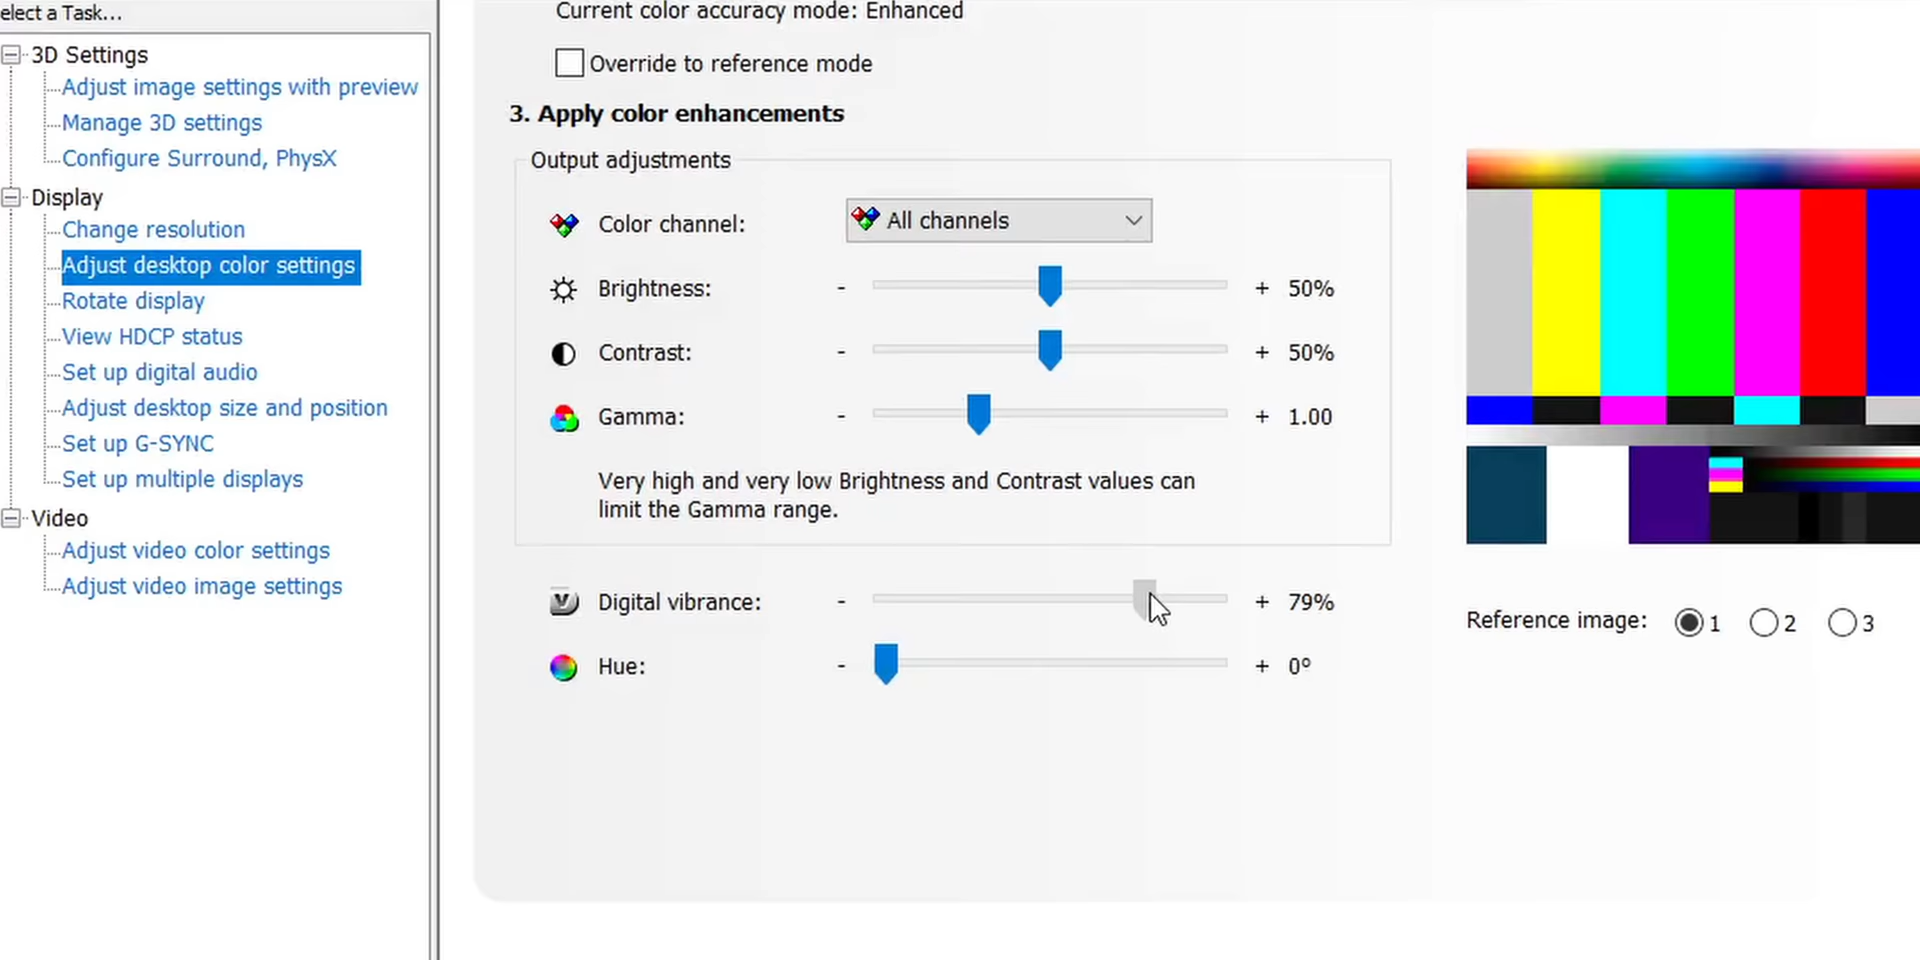 elect a Task...
3D Settings
Adjust image settings with preview
Manage 3D settings
Configure Surround, PhysX
Display
Change resolution
Adjust desktop color settings
Rotate display
View HDCP status
Set up digital audio
Adjust desktop size and position
Set up G-SYNC
Set up multiple displays
Video
Adjust video color settings
Adjust video image settings
Current color accuracy mode: Enhanced
Override to reference mode
3. Apply color enhancements
Output adjustments
Color channel: All channels
Brightness: - + 50%
Contrast: - + 50%
Gamma: - + 1.00
Very high and very low Brightness and Contrast values can
limit the Gamma range.
Digital vibrance: - + 79%
Hue: - + 0°
Reference image: 1 2 3